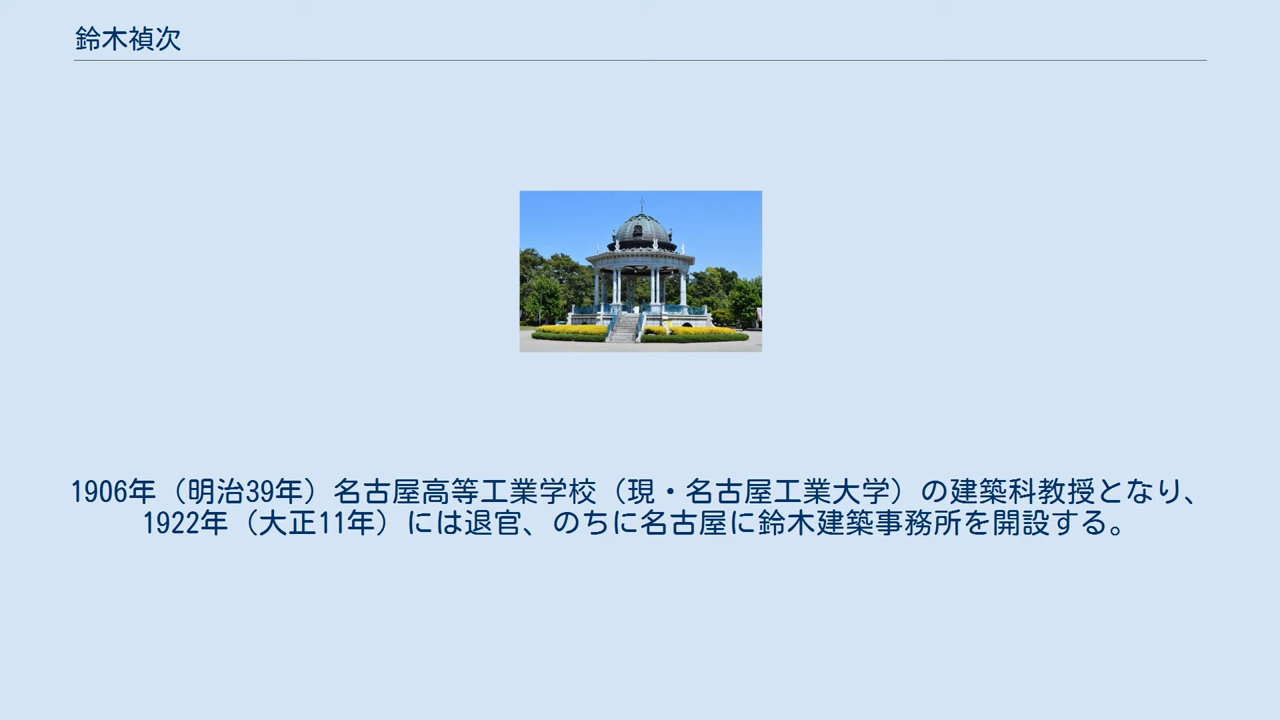 鈴木禎次
1906年（明治39年）名古屋高等工業学校（現・名古屋工業大学）の建築科教授となり、
1922年（大正11年）には退官、のちに名古屋に鈴木建築事務所を開設する。